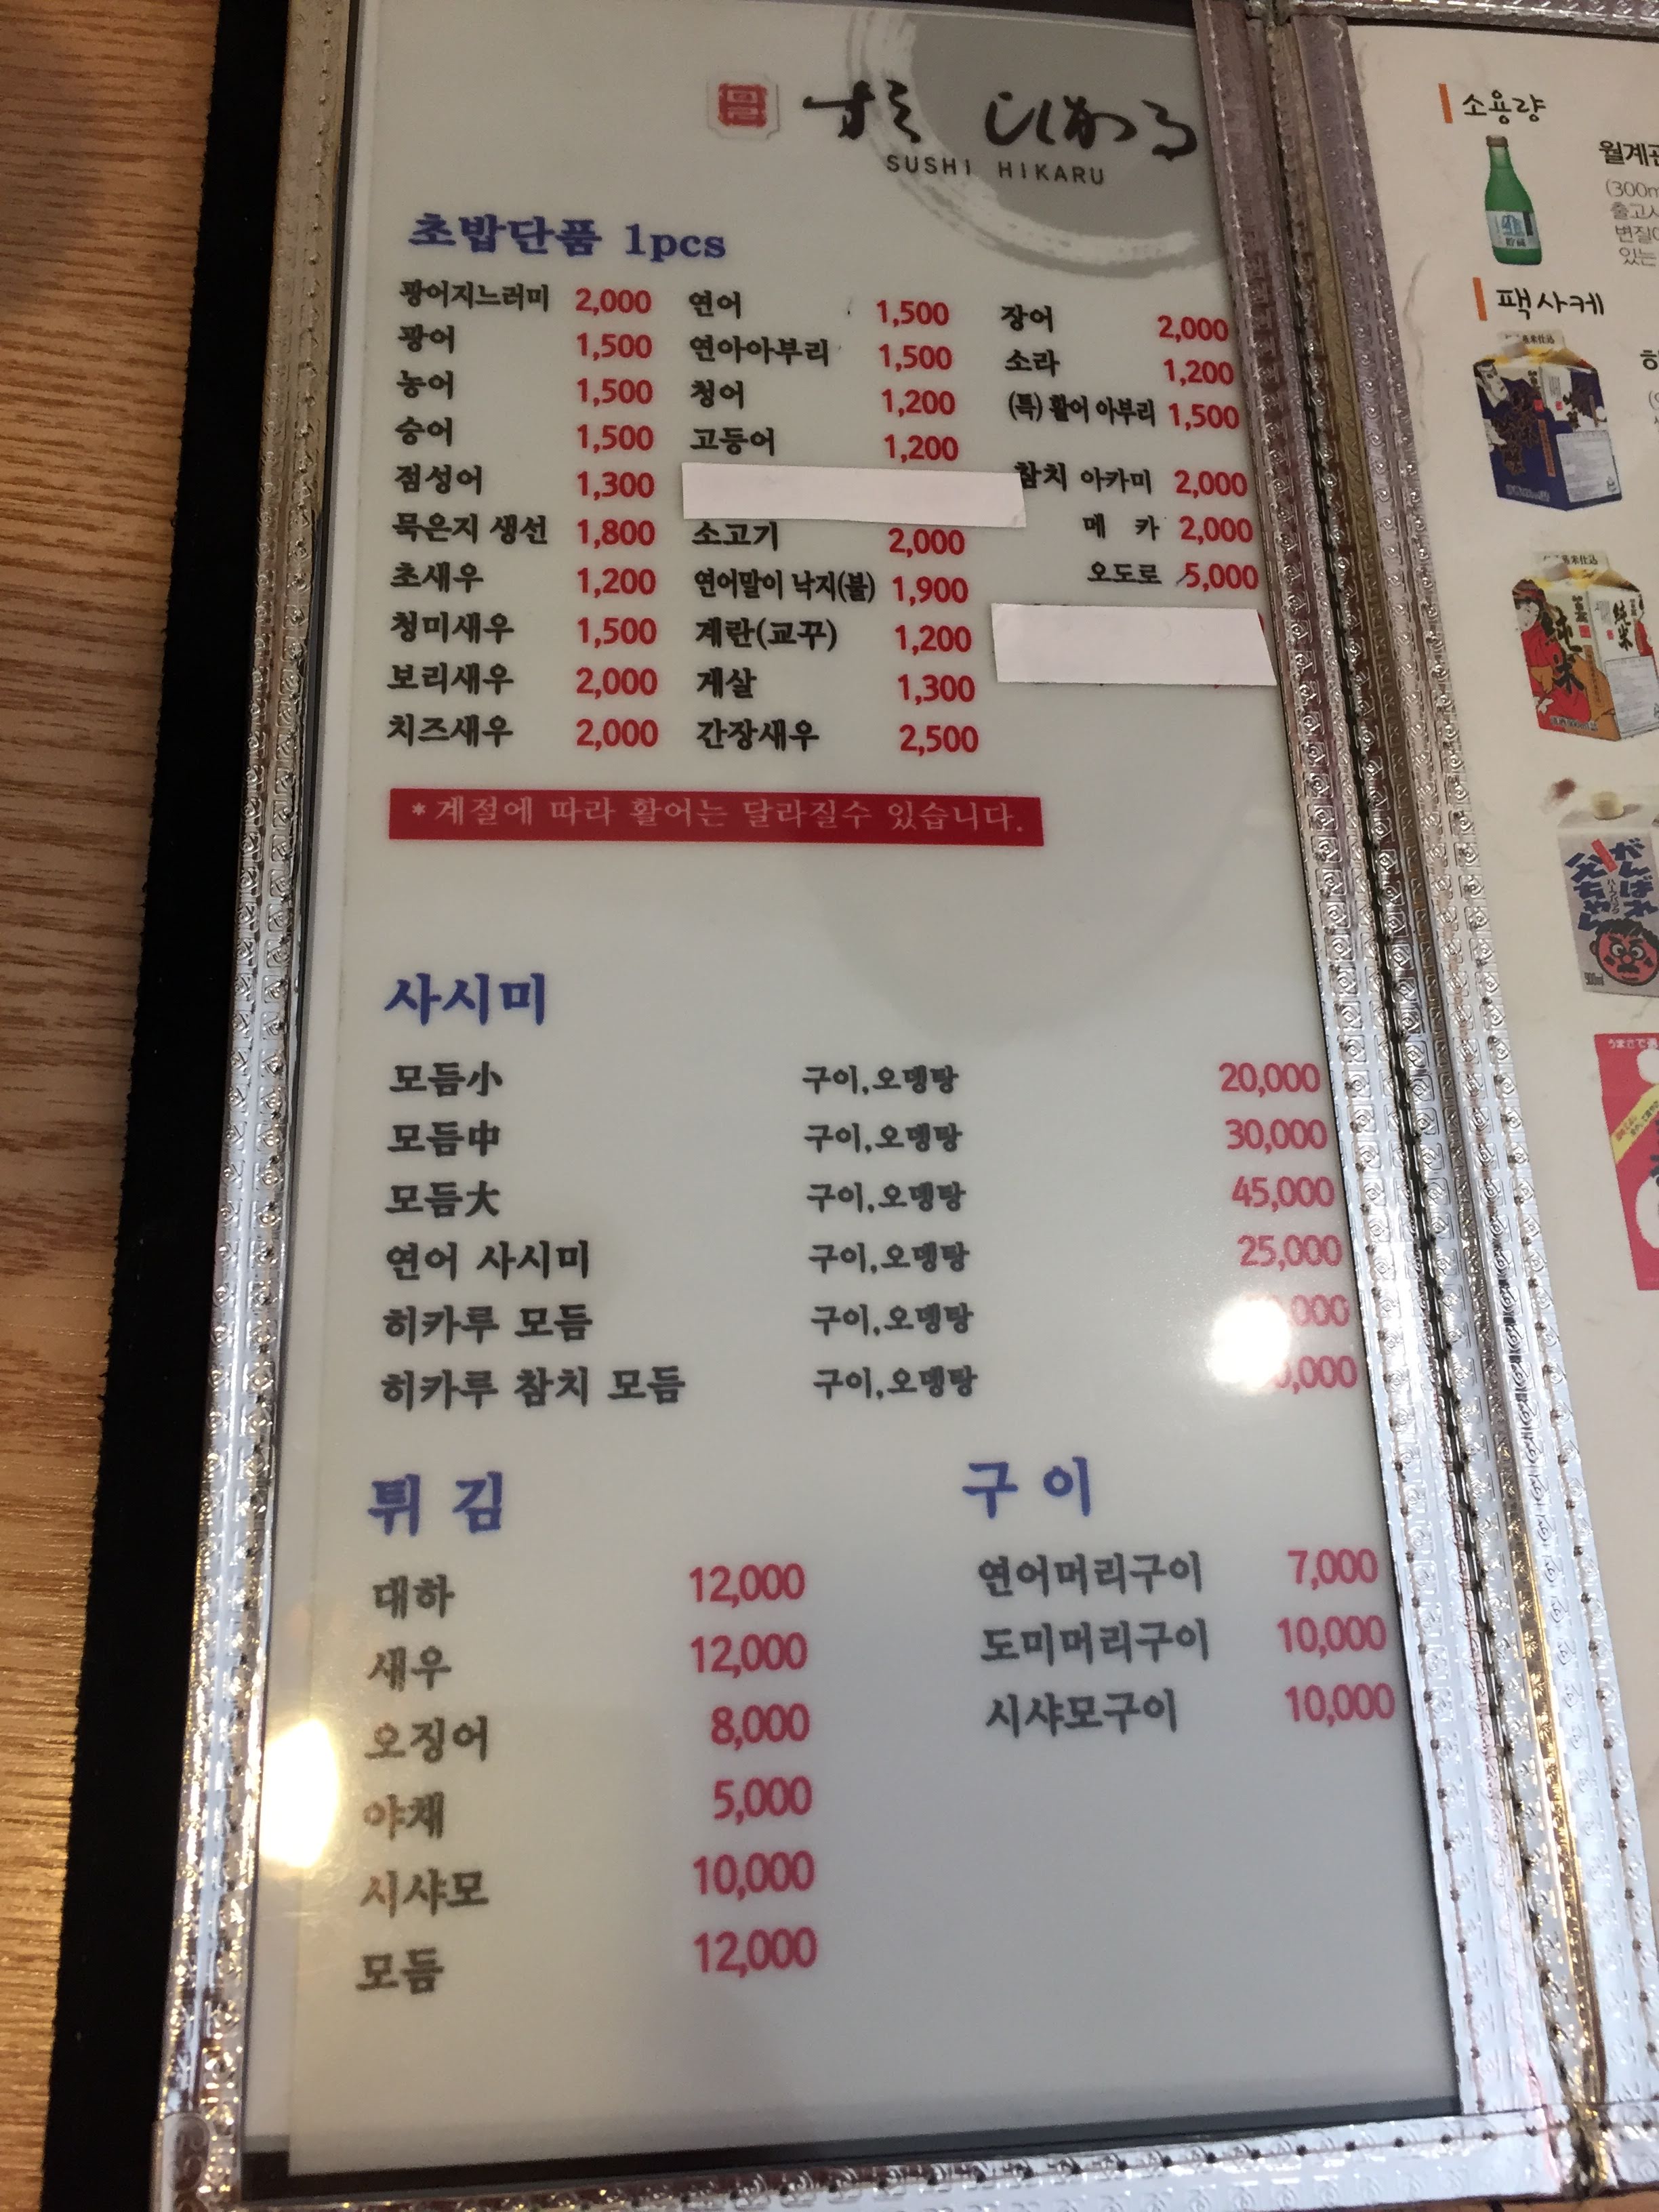 SUSHI HIKARU
초밥단품 1pcs
광어지느러미 2,000
광어 1,500
농어 1,500
숭어 1,500
점성어 1,300
묵은지 생선 1,800
초새우 1,200
청미새우 1,500
보리새우 2,000
치즈새우 2,000
연어 1,500
연아아부리 1,500
청어 1,200
고등어 1,200
소고기 2,000
연어말이 낙지(불) 1,900
계란(교꾸) 1,200
게살 1,300
간장새우 2,500
장어 2,000
소라 1,200
(특) 활어 아부리 1,500
참치 아카미 2,000
메 카 2,000
오도로 5,000
*계절에 따라 활어는 달라질수 있습니다.
사시미
모듬小 구이,오뎅탕 20,000
모듬中 구이,오뎅탕 30,000
모듬大 구이,오뎅탕 45,000
연어 사시미 구이,오뎅탕 25,000
히카루 모듬 구이,오뎅탕
히카루 참치 모듬 구이,오뎅탕
튀 김
대하 12,000
새우 12,000
오징어 8,000
야채 5,000
시샤모 10,000
모듬 12,000
구 이
연어머리구이 7,000
도미머리구이 10,000
시샤모구이 10,000
소용량
팩사케